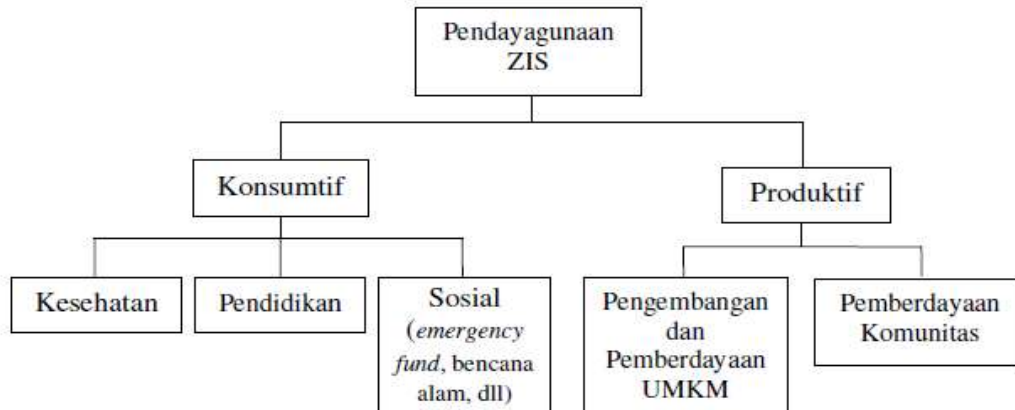 Pendayagunaan
ZIS
Konsumtif
Produktif
Kesehatan
Pendidikan
Sosial
(emergency
fund, bencana
alam, dll)
Pengembangan
dan
Pemberdayaan
UMKM
Pemberdayaan
Komunitas